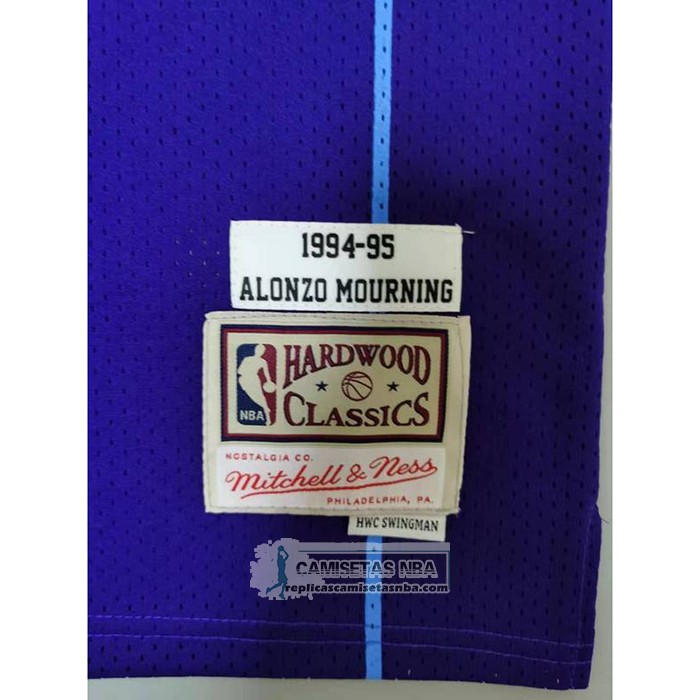 1994-95
ALONZO MOURNING
HARDWOOD
CLASSICS
NBA
NOSTALGIA CO.
Mitchell & Ness
PHILADELPHIA, PA.
HWC SWINGMAN
CAMISETAS NBA
replicascamisetasnba.com